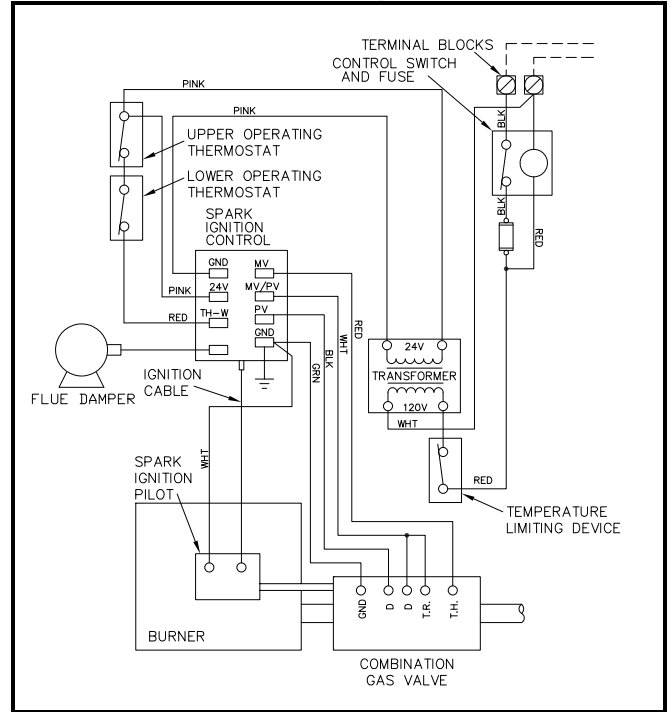 TERMINAL BLOCKS
CONTROL SWITCH
AND FUSE
PINK
PINK
BLK
UPPER OPERATING
THERMOSTAT
LOWER OPERATING
THERMOSTAT
BLK
RED
SPARK
IGNITION
CONTROL
GND
MV
24V
MV/PV
PINK
TH-W
PV
RED
GND
GRN
BLK
WHT
RED
24V
TRANSFORMER
120V
WHT
FLUE DAMPER
IGNITION
CABLE
WHT
SPARK
IGNITION
PILOT
RED
TEMPERATURE
LIMITING DEVICE
GND
D
D
T.R.
T.H.
BURNER
COMBINATION
GAS VALVE